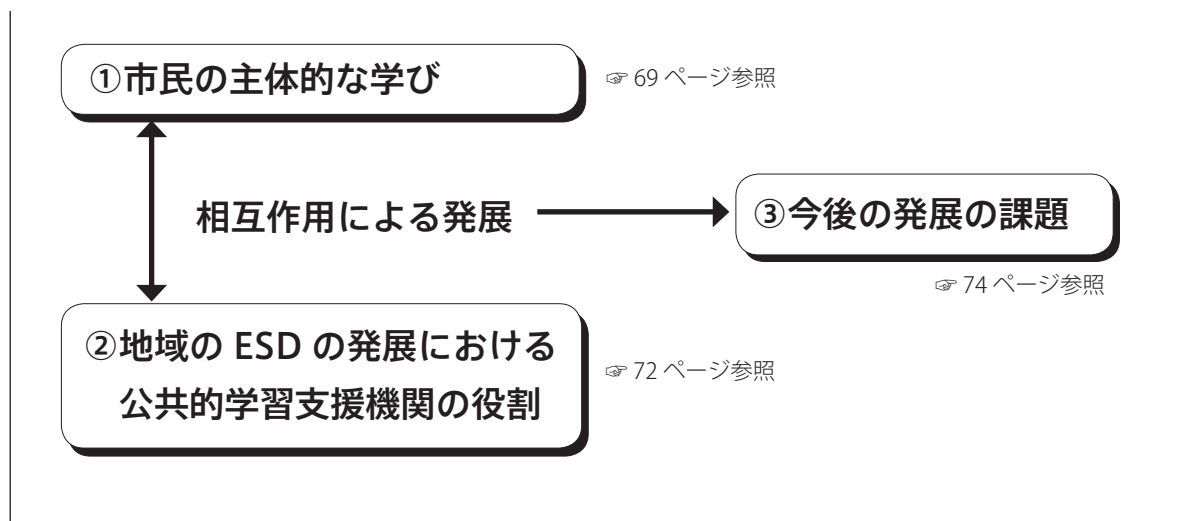 ①市民の主体的な学び
☞ 69 ページ参照
相互作用による発展
③今後の発展の課題
☞ 74 ページ参照
②地域の ESD の発展における
公共的学習支援機関の役割
☞ 72 ページ参照